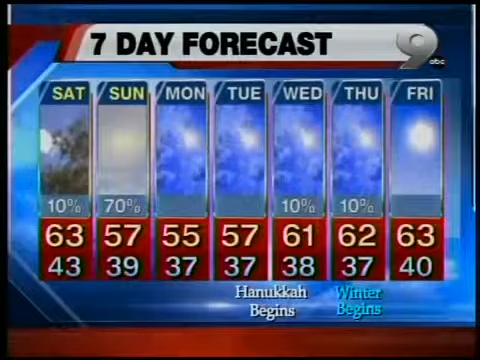 7 DAY FORECAST
9 abc
SAT SUN MON TUE WED THU FRI
10% 70% 10% 10%
63 57 55 57 61 62 63
43 39 37 37 38 37 40
Hanukkah Winter
Begins Begins